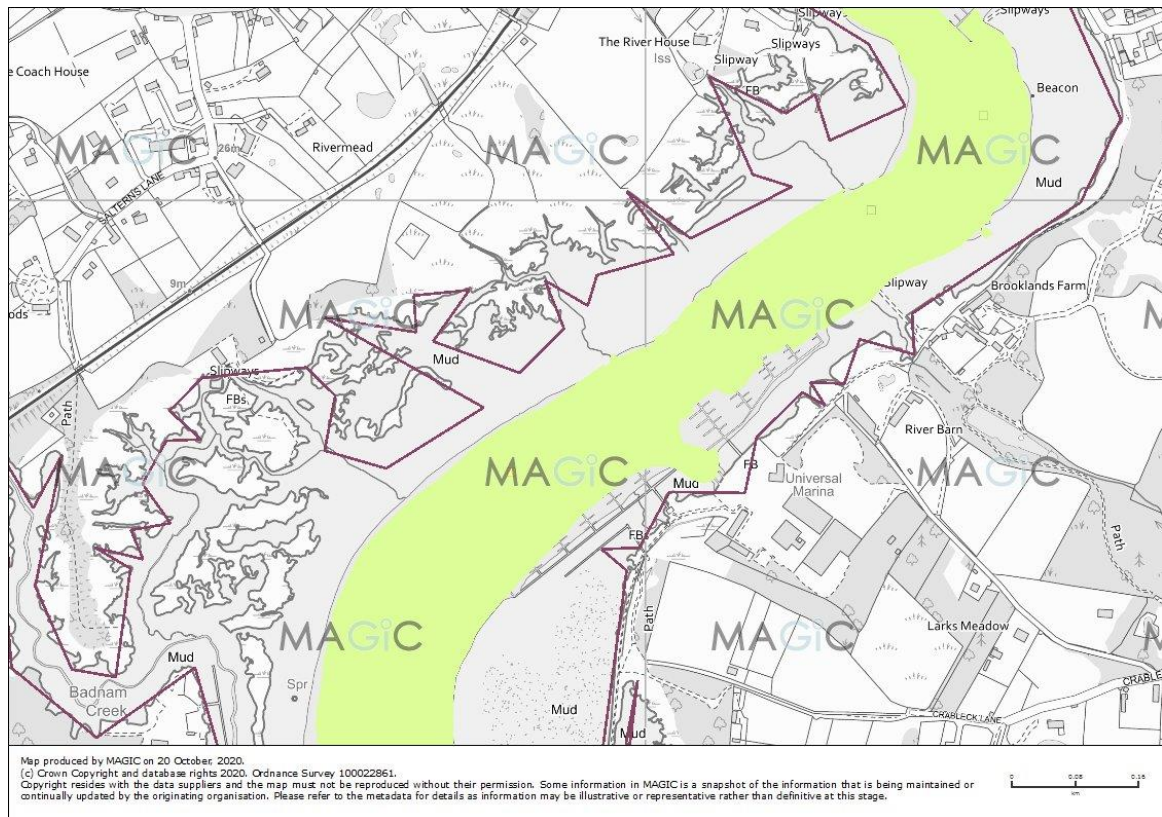 Slipway
Slipways
The River House
Slipways
Iss
Slipway
e Coach House
FB
Beacon
MAGiC
MAGiC
MAGiC
26m
Rivermead
Mud
SALTERNS LANE
9m
Slipway
Brooklands Farm
ods
MAGiC
MAGiC
M
Mud
Slipways
FBs
Path
River Barn
MAGiC
MAGiC
MAGiC
FB
Mud
Universal
Marina
FBs
Path
Path
MAGiC
MAGiC
M
Larks Meadow
Mud
Badnam
Creek
Spr
Mud
CRABLECK LANE
CRABLE
Mud
Map produced by MAGIC on 20 October, 2020.
(c) Crown Copyright and database rights 2020. Ordnance Survey 100022861.
Copyright resides with the data suppliers and the map must not be reproduced without their permission. Some information in MAGIC is a snapshot of the information that is being maintained or
continually updated by the originating organisation. Please refer to the metadata for details as information may be illustrative or representative rather than definitive at this stage.
0 0.08 0.16
km